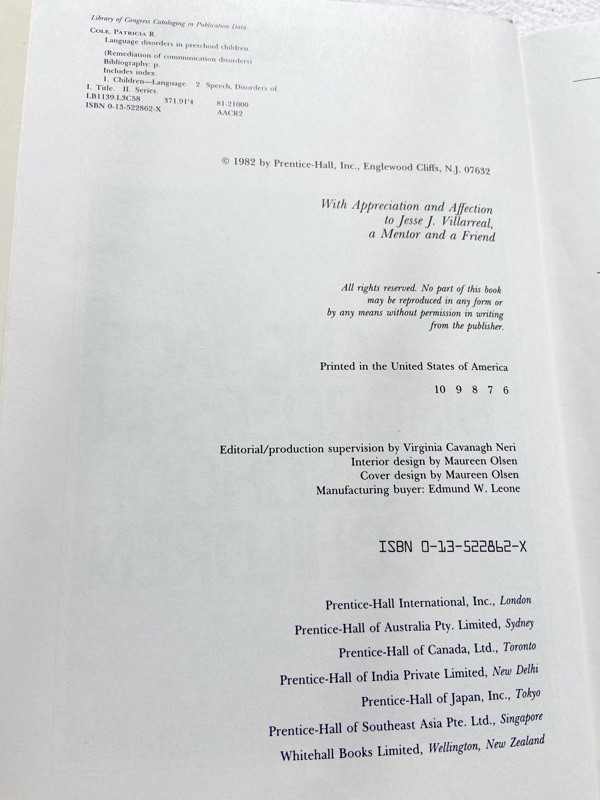 Library of Congress Cataloging in Publication Data
COLE, PATRICIA R.
Language disorders in preschool children.
(Remediation of communication disorders)
Bibliography: p.
Includes index.
1. Children—Language. 2. Speech, Disorders of.
I. Title. II. Series.
LB1139.L3C58 371.91'4 81-21000
ISBN 0-13-522862-X AACR2
© 1982 by Prentice-Hall, Inc., Englewood Cliffs, N.J. 07632
With Appreciation and Affection
to Jesse J. Villarreal,
a Mentor and a Friend
All rights reserved. No part of this book
may be reproduced in any form or
by any means without permission in writing
from the publisher.
Printed in the United States of America
10 9 8 7 6
Editorial/production supervision by Virginia Cavanagh Neri
Interior design by Maureen Olsen
Cover design by Maureen Olsen
Manufacturing buyer: Edmund W. Leone
ISBN 0-13-522862-X
Prentice-Hall International, Inc., London
Prentice-Hall of Australia Pty. Limited, Sydney
Prentice-Hall of Canada, Ltd., Toronto
Prentice-Hall of India Private Limited, New Delhi
Prentice-Hall of Japan, Inc., Tokyo
Prentice-Hall of Southeast Asia Pte. Ltd., Singapore
Whitehall Books Limited, Wellington, New Zealand